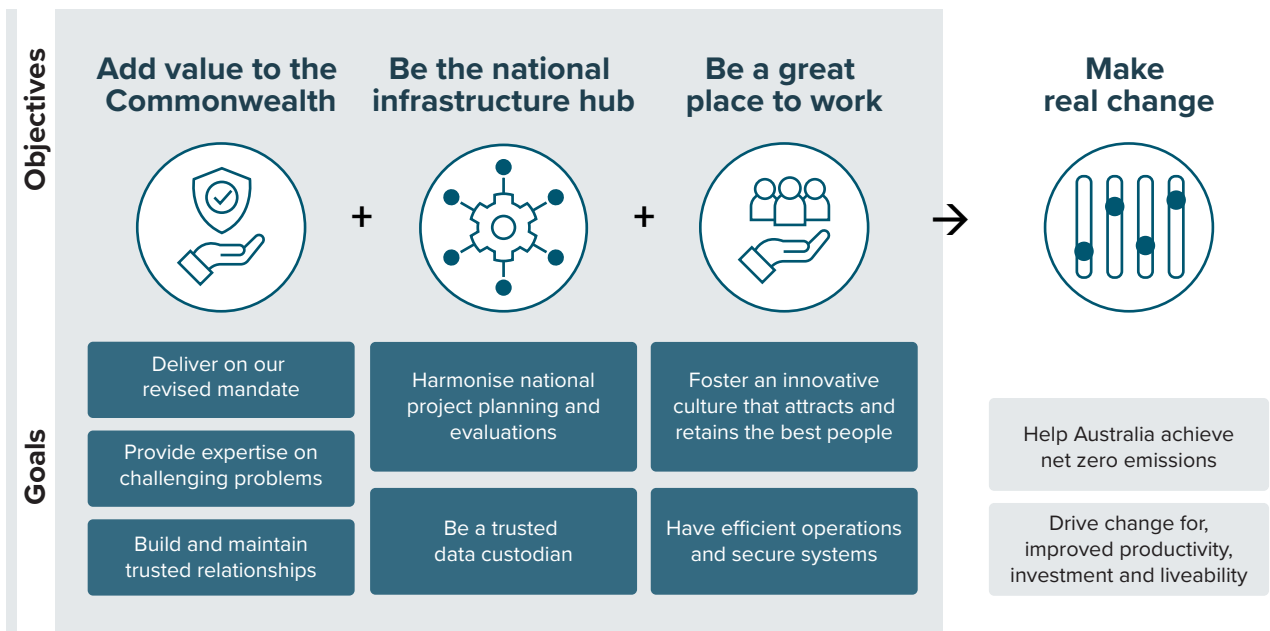 Objectives
Add value to the
Commonwealth
Be the national
infrastructure hub
Be a great
place to work
Make
real change
+
+
→
Goals
Deliver on our
revised mandate
Provide expertise on
challenging problems
Build and maintain
trusted relationships
Harmonise national
project planning and
evaluations
Be a trusted
data custodian
Foster an innovative
culture that attracts and
retains the best people
Have efficient operations
and secure systems
Help Australia achieve
net zero emissions
Drive change for,
improved productivity,
investment and liveability